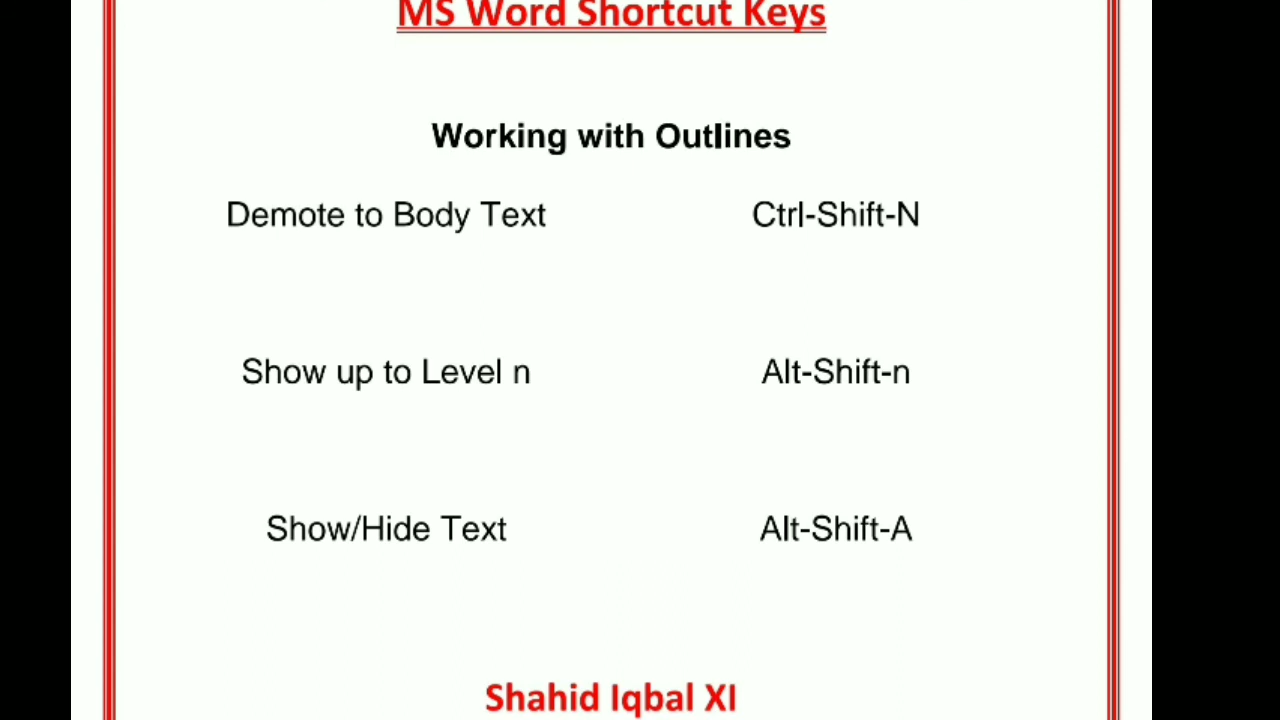 MS Word Shortcut Keys
Working with Outlines
Demote to Body Text Ctrl-Shift-N
Show up to Level n Alt-Shift-n
Show/Hide Text Alt-Shift-A
Shahid Iqbal XI